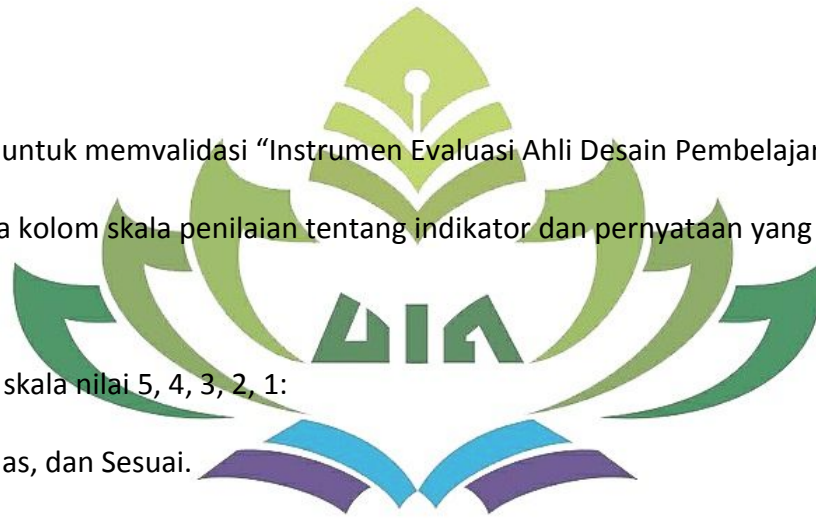 untuk memvalidasi “Instrumen Evaluasi Ahli Desain Pembelajar
a kolom skala penilaian tentang indikator dan pernyataan yang
UIN
skala nilai 5, 4, 3, 2, 1:
as, dan Sesuai.